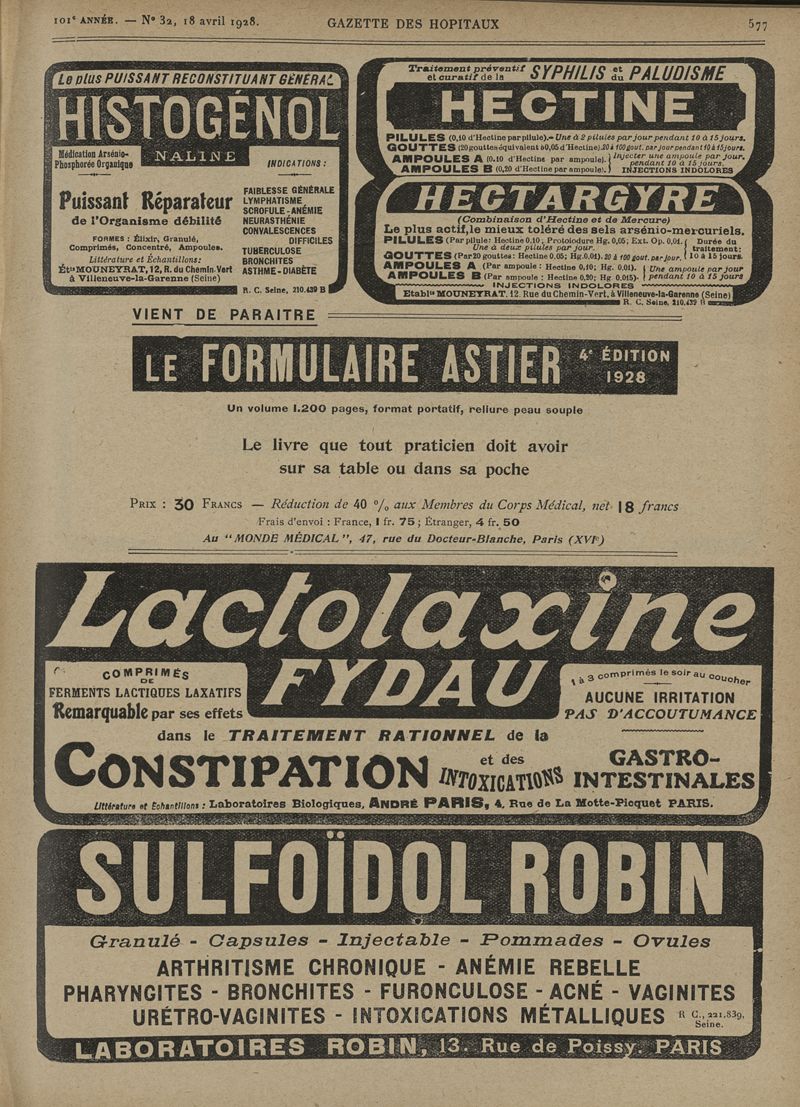 101e ANNÉE. — N° 32, 18 avril 1928. GAZETTE DES HOPITAUX 577
Le plus PUISSANT RECONSTITUANT GÉNÉRAL
HISTOGÉNOL
Médication Arsénio-
Phosphorée Organique
NALINE
INDICATIONS :
Puissant Réparateur
de l'Organisme débilité
FORMES : Élixir, Granulé,
Comprimés, Concentré, Ampoules.
Littérature et Échantillons:
Éts MOUNEYRAT, 12, R. du Chemin Vert
à Villeneuve-la-Garenne (Seine)
FAIBLESSE GÉNÉRALE
LYMPHATISME
SCROFULE - ANÉMIE
NEURASTHÉNIE
CONVALESCENCES
DIFFICILES
TUBERCULOSE
BRONCHITES
ASTHME - DIABÈTE
R. C. Seine, 210.439 B
Traitement préventif et curatif de la SYPHILIS et du PALUDISME
HECTINE
PILULES (0,10 d'Hectine par pilule).- Une à 2 pilules par jour pendant 10 à 15 jours.
GOUTTES (20 gouttes équivalent à 0,05 d'Hectine). 20 à 100 gout. par jour pendant 10 à 15 jours.
AMPOULES A (0.10 d'Hectine par ampoule). } Injecter une ampoule par jour.
AMPOULES B (0,20 d'Hectine par ampoule). } pendant 10 à 15 jours.
INJECTIONS INDOLORES
HECTARGYRE
(Combinaison d'Hectine et de Mercure)
Le plus actif, le mieux toléré des sels arsénio-mercuriels.
PILULES (Par pilule: Hectine 0.10; Protoiodure Hg. 0,05; Ext. Op. 0,01.
Une à deux pilules par jour.
GOUTTES (Par 20 gouttes: Hectine 0,05; Hg. 0,01). 20 à 100 gout. par jour.
Durée du
traitement:
10 à 15 jours.
AMPOULES A (Par ampoule : Hectine 0,10; Hg. 0.01). { Une ampoule par jour
AMPOULES B (Par ampoule : Hectine 0,20; Hg. 0.015). { pendant 10 à 15 jours
INJECTIONS INDOLORES
Établts MOUNEYRAT, 12, Rue du Chemin-Vert, à Villeneuve-la-Garenne (Seine)
R. C. Seine, 210.439 B
VIENT DE PARAITRE
LE FORMULAIRE ASTIER 4e ÉDITION
1928
Un volume 1.200 pages, format portatif, reliure peau souple
Le livre que tout praticien doit avoir
sur sa table ou dans sa poche
PRIX : 30 FRANCS — Réduction de 40 % aux Membres du Corps Médical, net 18 francs
Frais d'envoi : France, 1 fr. 75 ; Étranger, 4 fr. 50
Au "MONDE MÉDICAL", 47, rue du Docteur-Blanche, Paris (XVIe)
Lactolaxine
FYDAU
COMPRIMÉS
DE
FERMENTS LACTIQUES LAXATIFS
Remarquable par ses effets
1 à 3 comprimés le soir au coucher
AUCUNE IRRITATION
PAS D'ACCOUTUMANCE
dans le TRAITEMENT RATIONNEL de la
CONSTIPATION et des INTOXICATIONS GASTRO-
INTESTINALES
Littérature et Echantillons : Laboratoires Biologiques, ANDRÉ PARIS, 4, Rue de La Motte-Picquet PARIS.
SULFOÏDOL ROBIN
Granulé - Capsules - Injectable - Pommades - Ovules
ARTHRITISME CHRONIQUE - ANÉMIE REBELLE
PHARYNGITES - BRONCHITES - FURONCULOSE - ACNÉ - VAGINITES
URÉTRO-VAGINITES - INTOXICATIONS MÉTALLIQUES R C., 221.839,
Seine.
LABORATOIRES ROBIN, 13. Rue de Poissy. PARIS